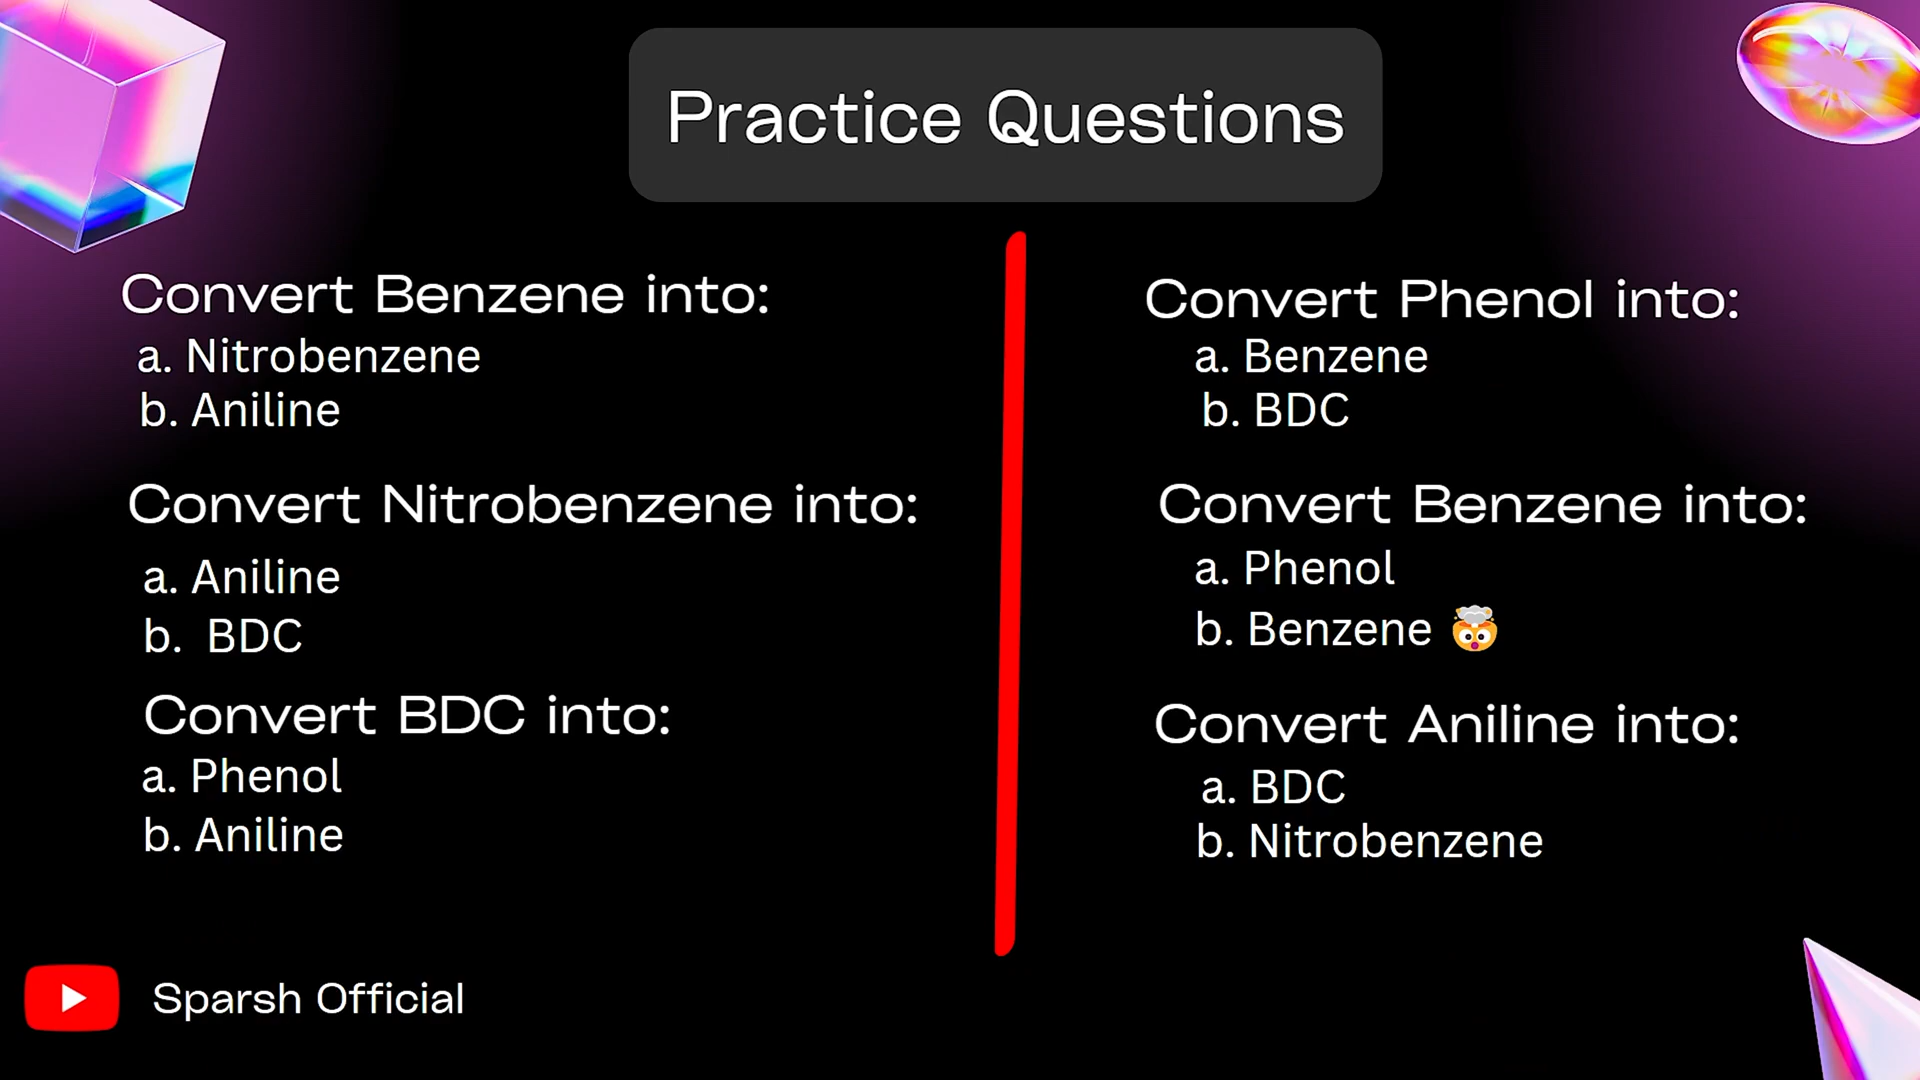 Practice Questions
Convert Benzene into:
a. Nitrobenzene
b. Aniline
Convert Nitrobenzene into:
a. Aniline
b. BDC
Convert BDC into:
a. Phenol
b. Aniline
Convert Phenol into:
a. Benzene
b. BDC
Convert Benzene into:
a. Phenol
b. Benzene 🤯
Convert Aniline into:
a. BDC
b. Nitrobenzene
Sparsh Official